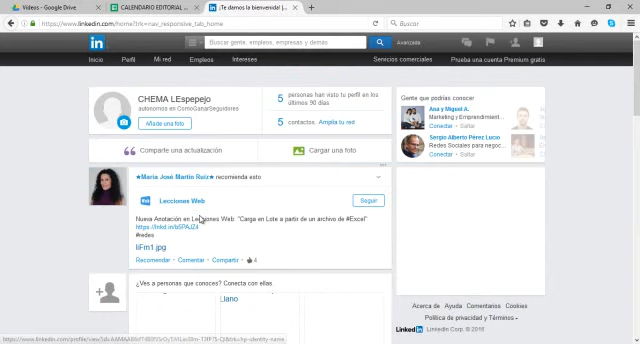 Videos - Google Drive
CALENDARIO EDITORIAL
¡Te damos la bienvenida! |
https://www.linkedin.com/home?trk=nav_responsive_tab_home
Buscar
in
Buscar gente, empleos, empresas y demás
Avanzada
Inicio Perfil Mi red Empleos Intereses
Servicios comerciales Prueba una cuenta Premium gratis
CHEMA LEspepejo
autonomos en ComoGanarSeguidores
Añade una foto
5 personas han visto tu perfil en los últimos 90 días
5 contactos. Amplía tu red
Comparte una actualización
Cargar una foto
★Maria José Martín Ruiz★ recomienda esto
Lecciones Web
Seguir
Nueva Anotación en Lecciones Web: "Carga en Lote a partir de un archivo de #Excel"
https://lnkd.in/b5PAJZ4
#redes
liFrn1.jpg
Recomendar Comentar Compartir 4
¿Ves a personas que conoces? Conecta con ellas.
Llano
Gente que podrías conocer
Ana y Miguel A.
Marketing y Emprendimient...
Conectar Saltar
Sergio Alberto Pérez Lucio
Redes Sociales para negoc...
Conectar Saltar
Acerca de Ayuda Comentarios Cookies
Política de privacidad y Términos
Linked in LinkedIn Corp. © 2016